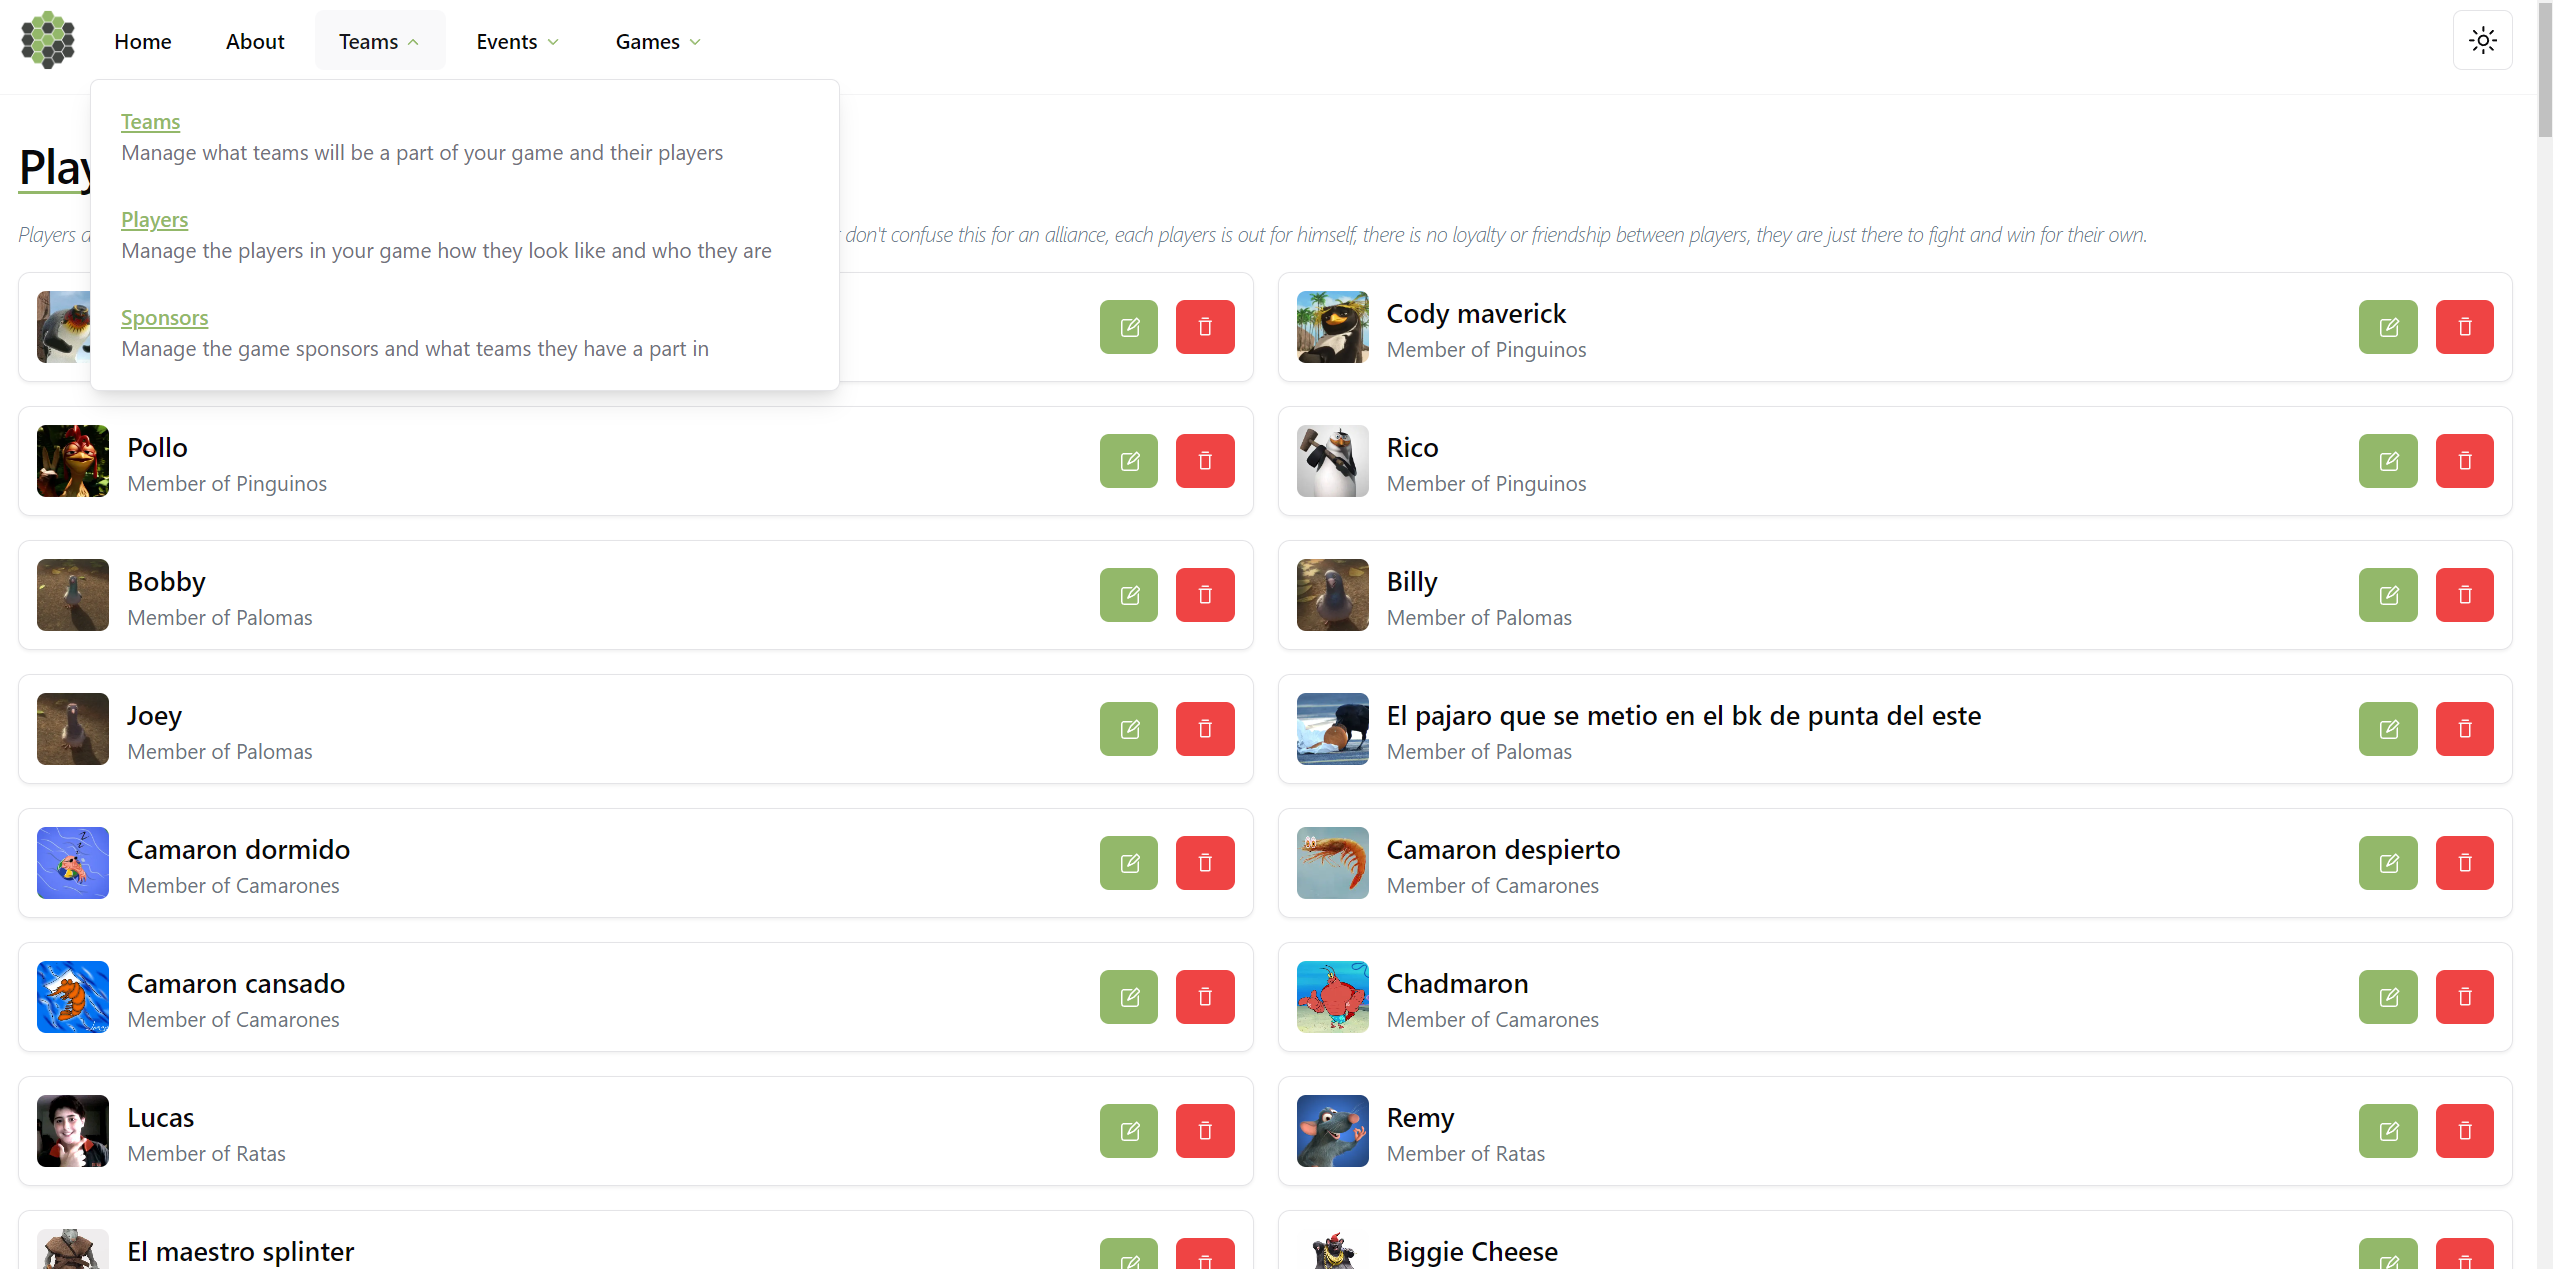 Home About Teams Events Games
Teams
Manage what teams will be a part of your game and their players
Players
Manage the players in your game how they look like and who they are
Sponsors
Manage the game sponsors and what teams they have a part in
Players don't confuse this for an alliance, each players is out for himself, there is no loyalty or friendship between players, they are just there to fight and win for their own.
Cody maverick
Member of Pinguinos
Pollo
Member of Pinguinos
Rico
Member of Pinguinos
Bobby
Member of Palomas
Billy
Member of Palomas
Joey
Member of Palomas
El pajaro que se metio en el bk de punta del este
Member of Palomas
Camaron dormido
Member of Camarones
Camaron despierto
Member of Camarones
Camaron cansado
Member of Camarones
Chadmaron
Member of Camarones
Lucas
Member of Ratas
Remy
Member of Ratas
El maestro splinter
Biggie Cheese